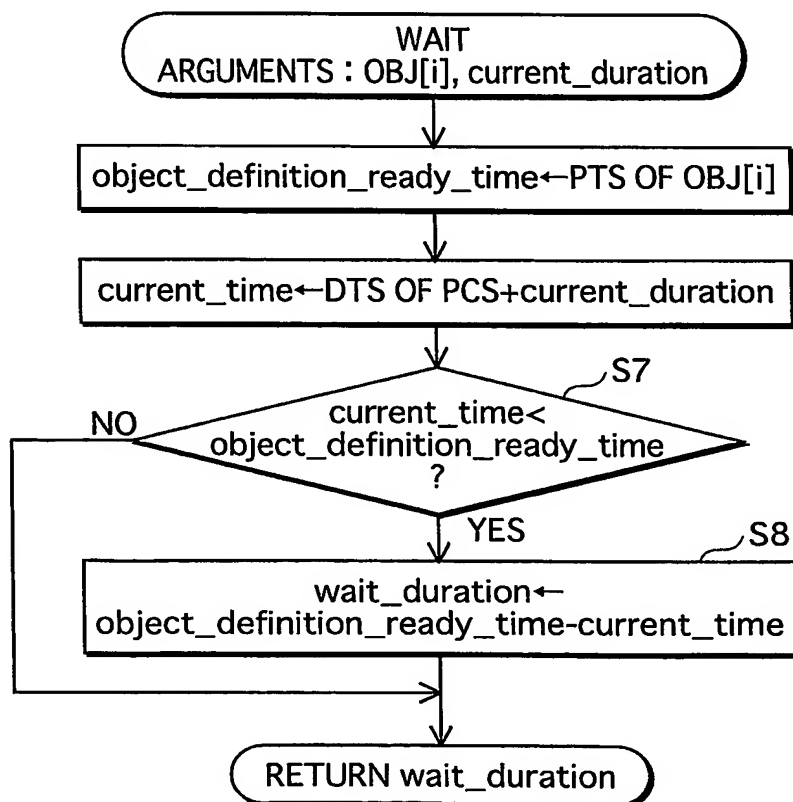 WAIT
ARGUMENTS : OBJ[i], current_duration
object_definition_ready_time←PTS OF OBJ[i]
current_time←DTS OF PCS+current_duration
S7
NO
current_time<
object_definition_ready_time
?
YES
S8
wait_duration←
object_definition_ready_time-current_time
RETURN wait_duration